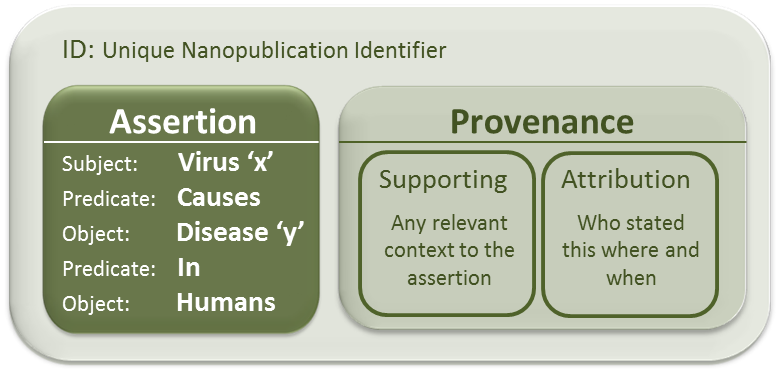 ID: Unique Nanopublication Identifier
Assertion
Subject: Virus ‘x’
Predicate: Causes
Object: Disease ‘y’
Predicate: In
Object: Humans
Provenance
Supporting
Any relevant
context to the
assertion
Attribution
Who stated
this where and
when